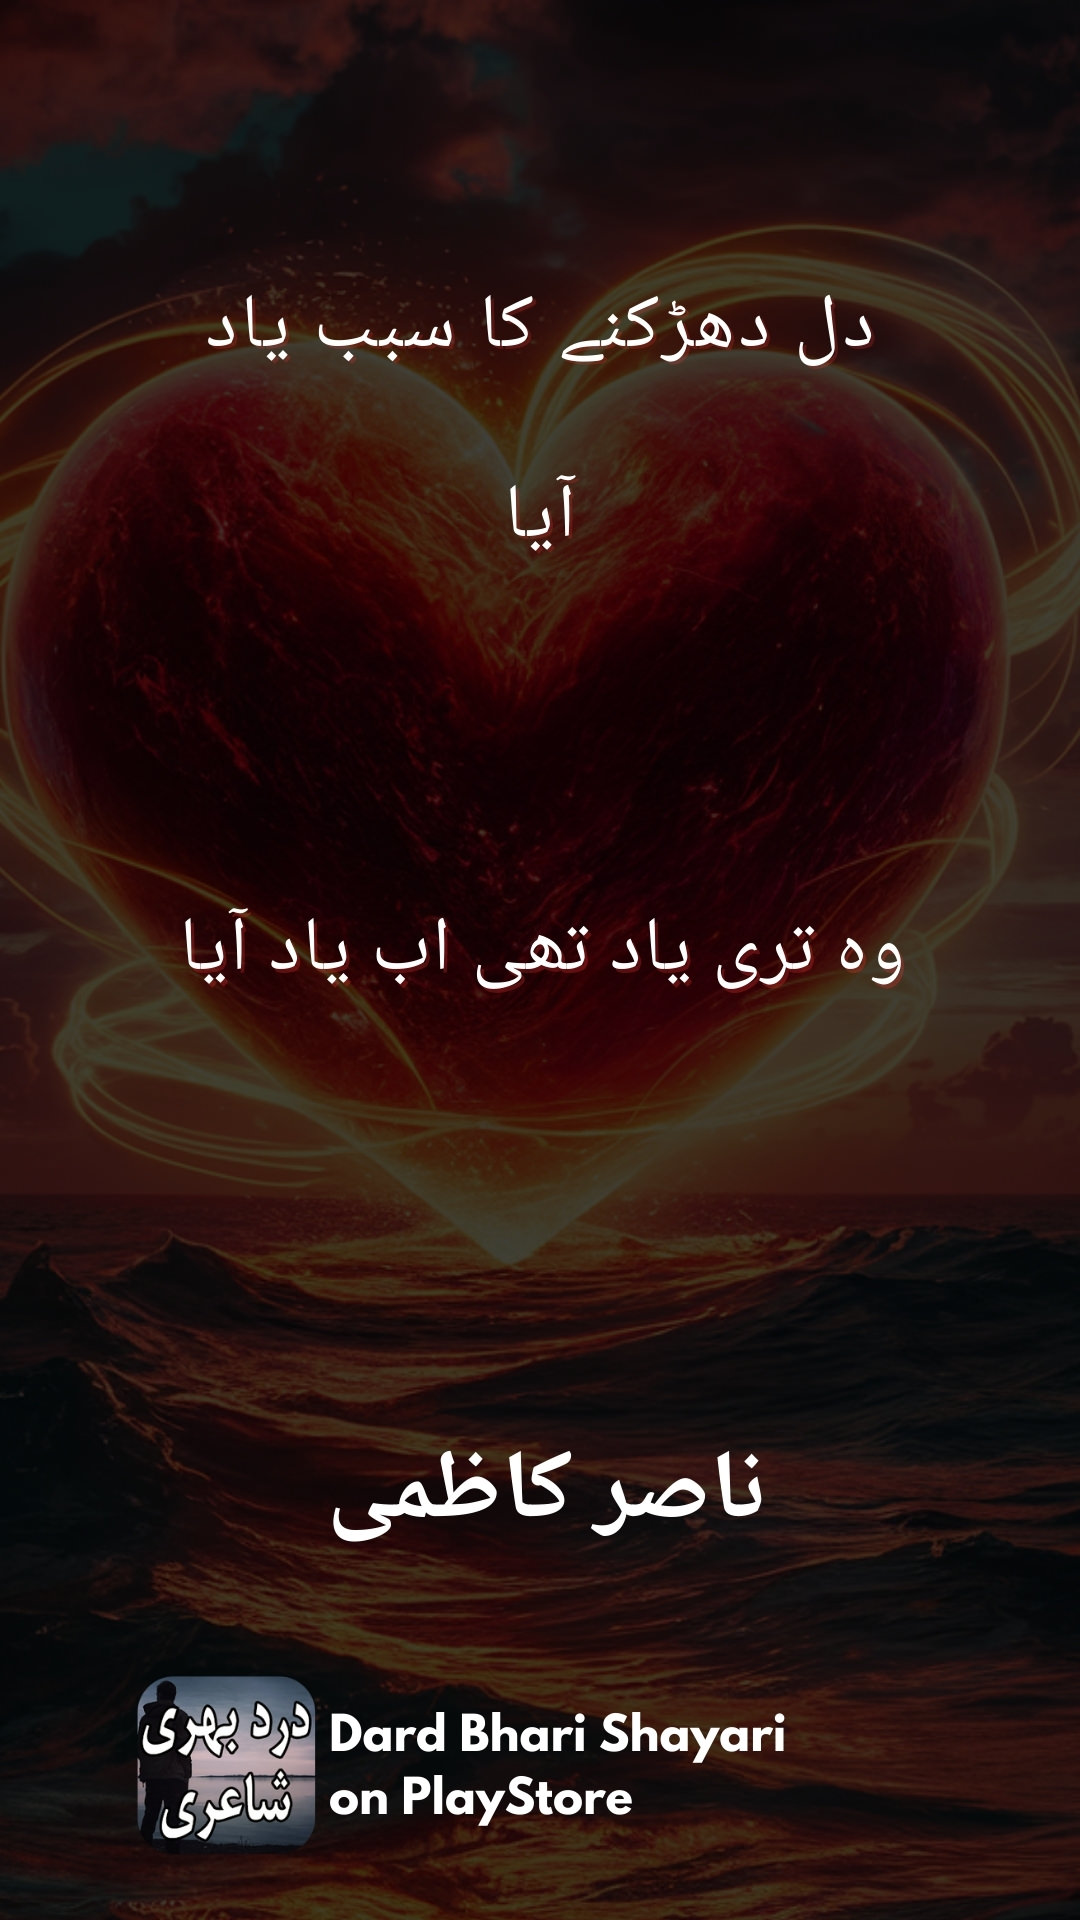 دل دھڑکنے کا سبب یاد
آیا
وہ تری یاد تھی اب یاد آیا
ناصر کاظمی
درد بھری
شاعری
Dard Bhari Shayari
on PlayStore